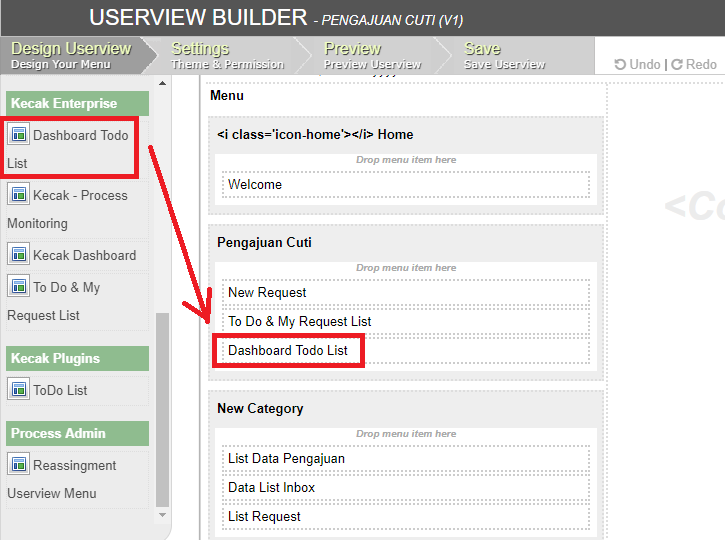 USERVIEW BUILDER - PENGAJUAN CUTI (V1)
Design Userview
Design Your Menu
Settings
Theme & Permission
Preview
Preview Userview
Save
Save Userview
Undo | Redo
Kecak Enterprise
Dashboard Todo
List
Kecak - Process
Monitoring
Kecak Dashboard
To Do & My
Request List
Kecak Plugins
ToDo List
Process Admin
Reassingment
Userview Menu
Menu
<i class='icon-home'></i> Home
Drop menu item here
Welcome
Pengajuan Cuti
Drop menu item here
New Request
To Do & My Request List
Dashboard Todo List
New Category
Drop menu item here
List Data Pengajuan
Data List Inbox
List Request